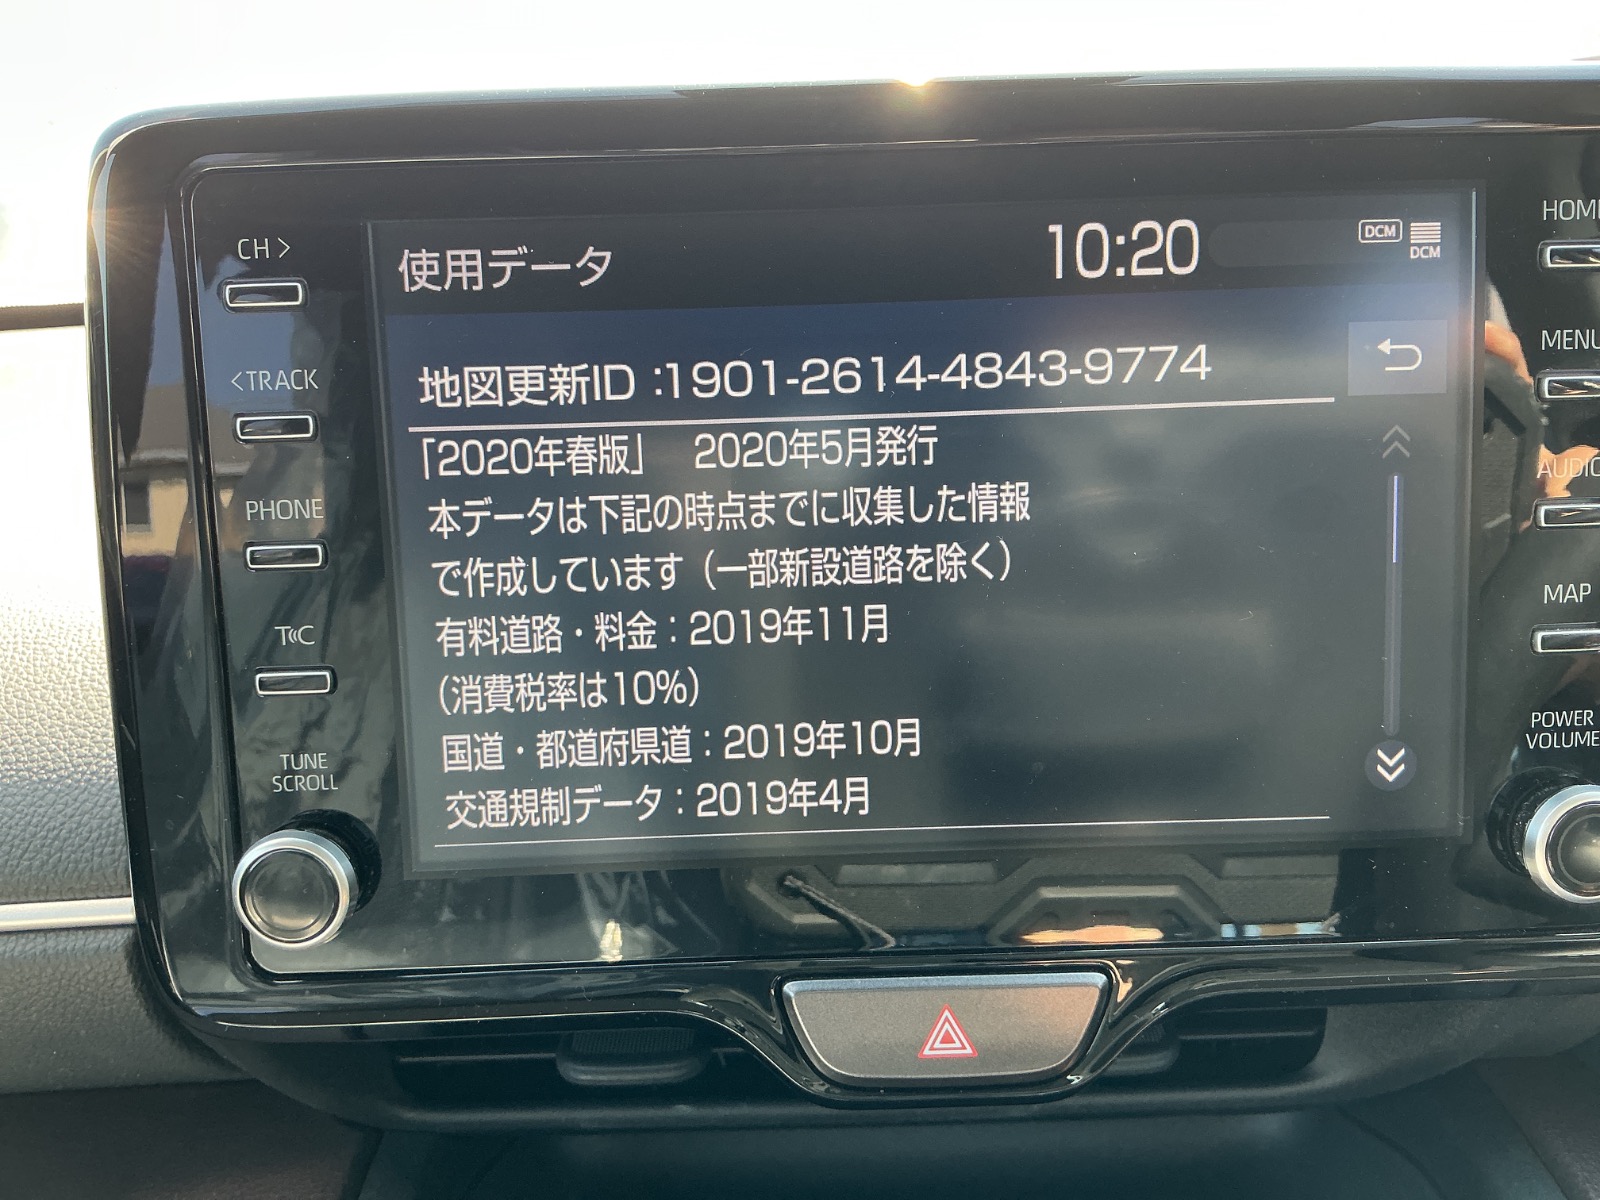 CH >
<TRACK
PHONE
TUNE
SCROLL
使用データ
10:20
DCM
DCM
地図更新ID :1901-2614-4843-9774
「2020年春版」 2020年5月発行
本データは下記の時点までに収集した情報
で作成しています（一部新設道路を除く）
有料道路・料金：2019年11月
（消費税率は10%）
国道・都道府県道：2019年10月
交通規制データ：2019年4月
HOME
MENU
AUDIO
MAP
POWER
VOLUME